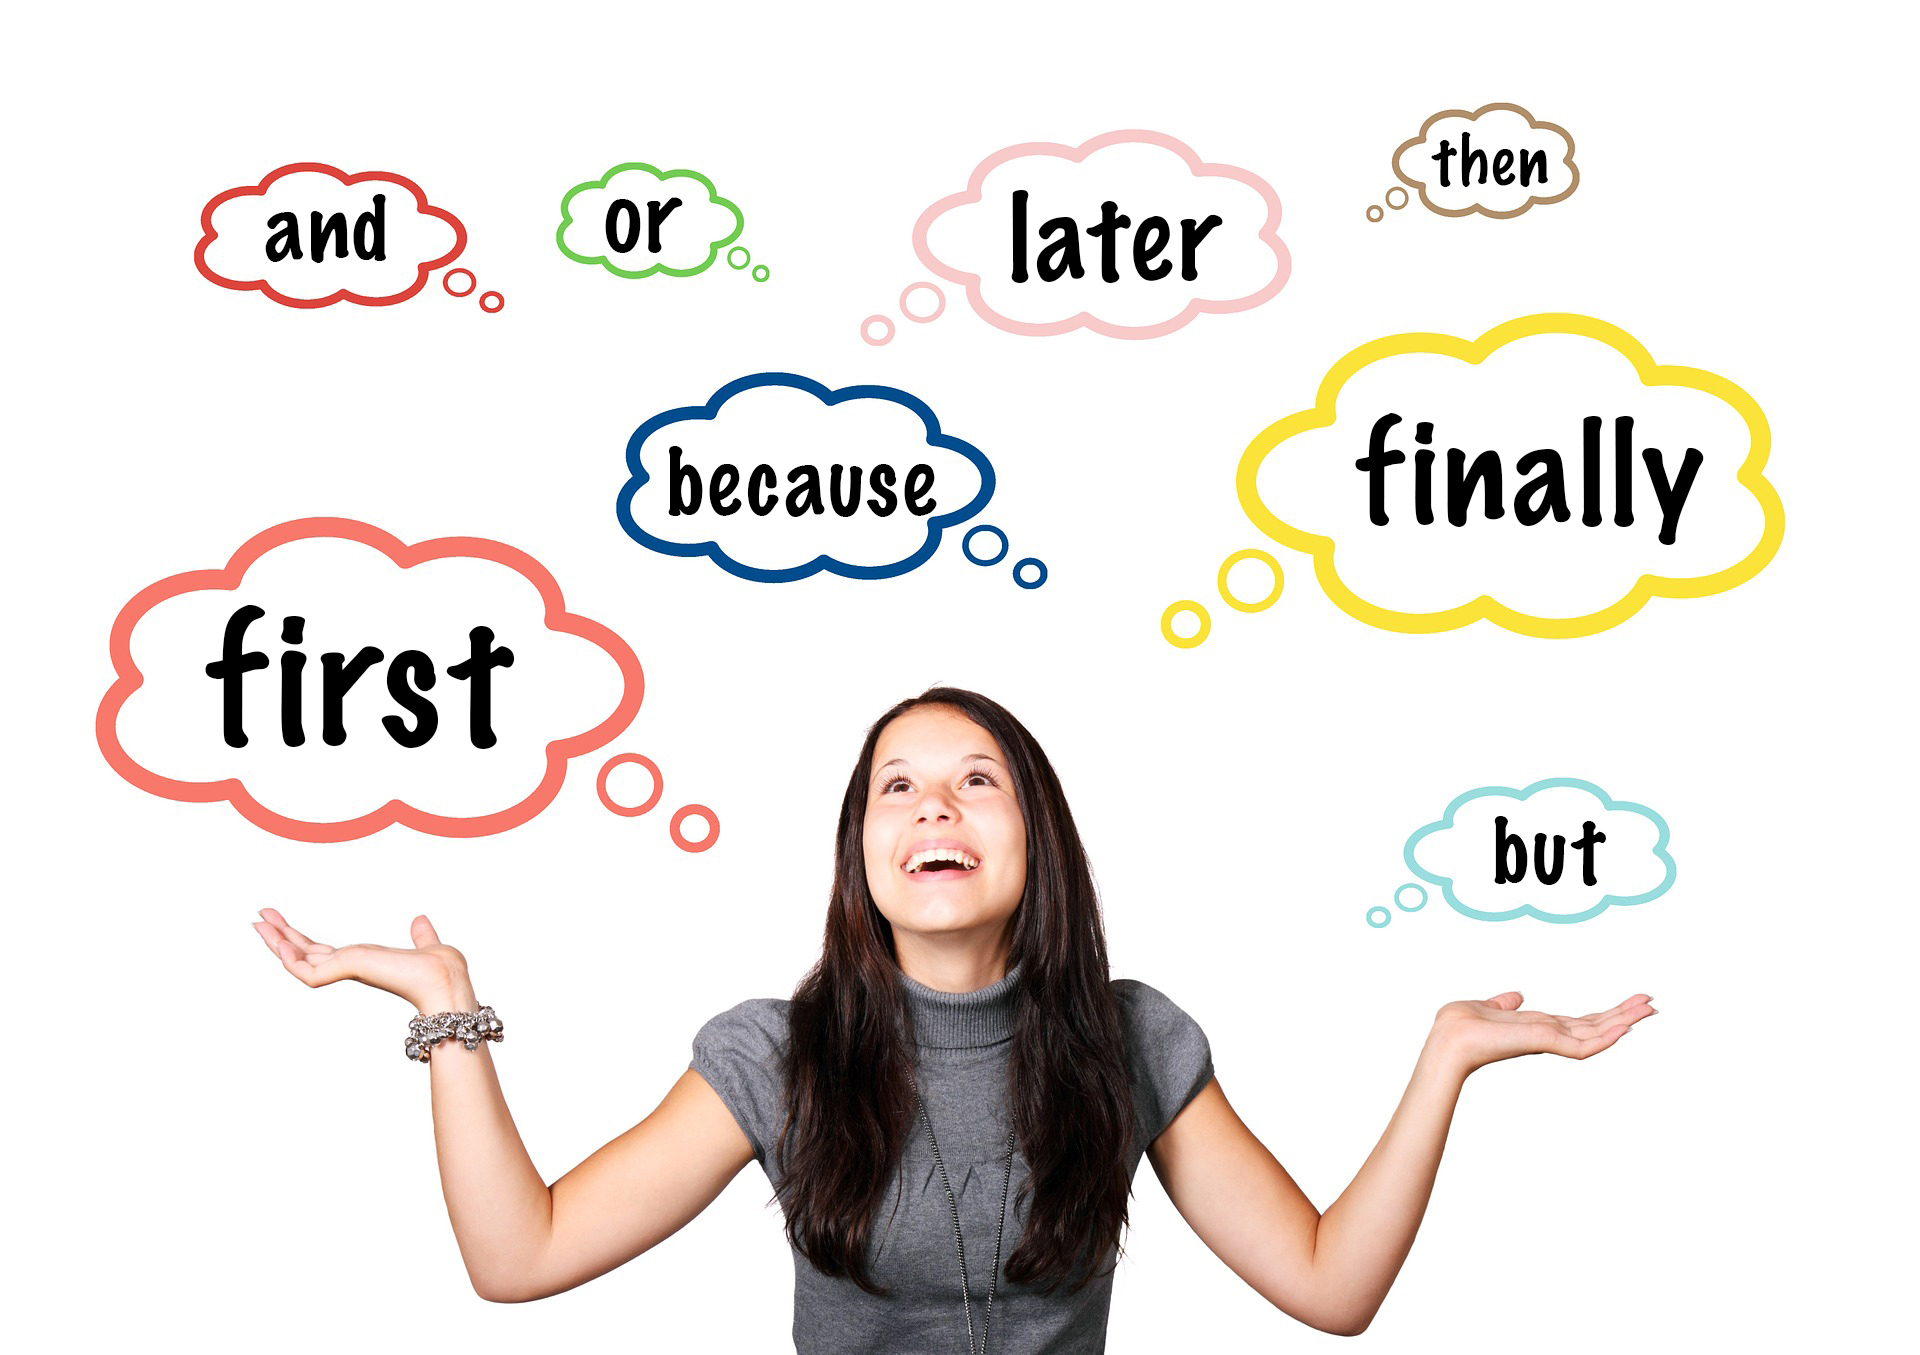 and
or
later
then
because
finally
first
but